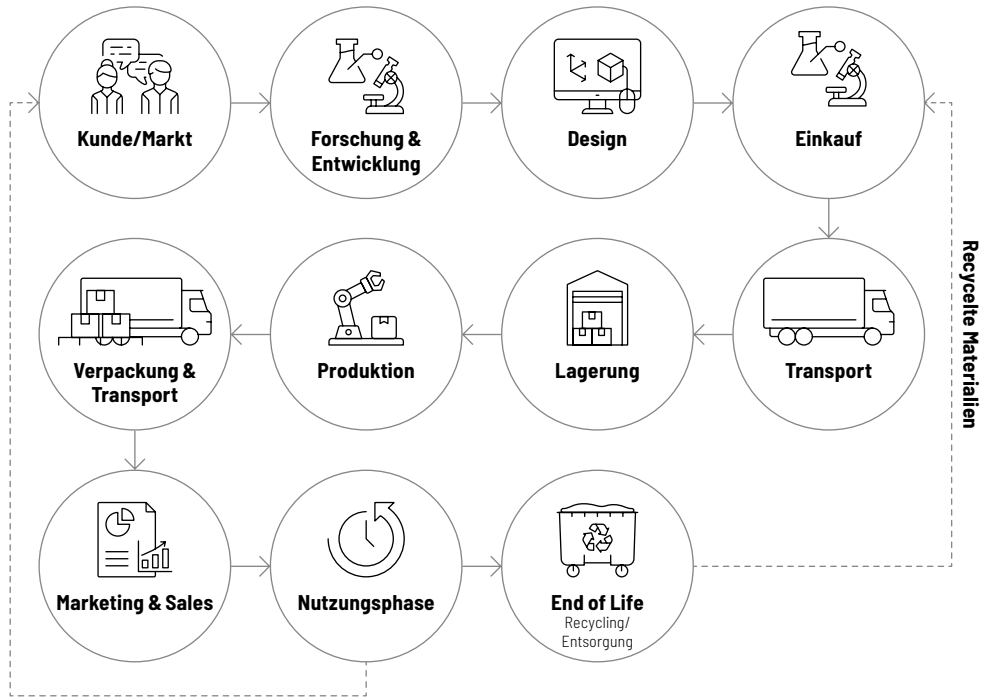 Kunde/Markt
Forschung &
Entwicklung
Design
Einkauf
Verpackung &
Transport
Produktion
Lagerung
Transport
Recycelte Materialien
Marketing & Sales
Nutzungsphase
End of Life
Recycling/
Entsorgung